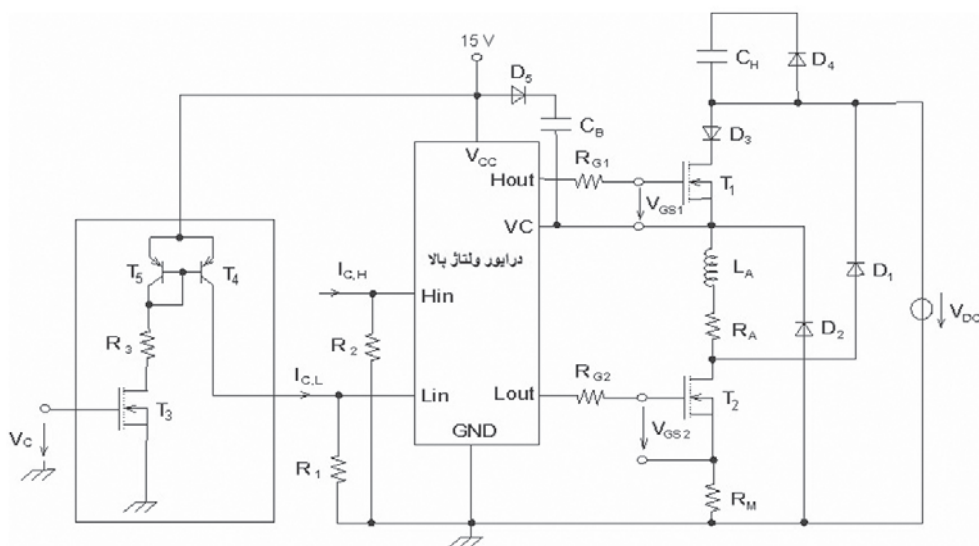 15 V
D5
CH
D4
CB
D3
VCC
Hout
RG1
T1
VGS1
VC
درایور ولتاژ بالا
T5
T4
IC,H
Hin
LA
D1
R3
R2
RA
D2
VDC
IC,L
Lin
Lout
RG2
T2
T3
VC
GND
VGS2
R1
RM